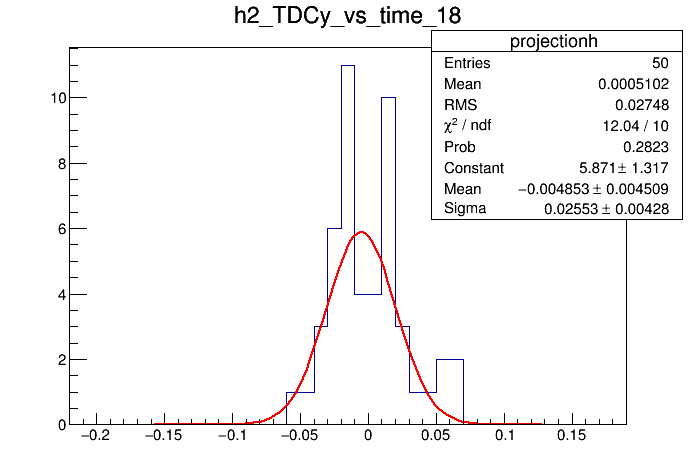 h2_TDCy_vs_time_18
projectionh
Entries 50
Mean 0.0005102
RMS 0.02748
χ² / ndf 12.04 / 10
Prob 0.2823
Constant 5.871 ± 1.317
Mean −0.004853 ± 0.004509
Sigma 0.02553 ± 0.00428
10
8
6
4
2
0
−0.2 −0.15 −0.1 −0.05 0 0.05 0.1 0.15